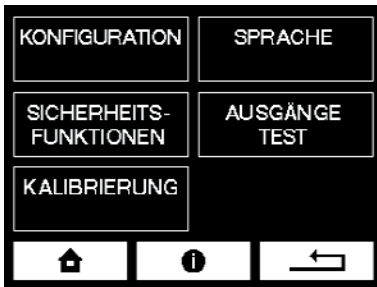 KONFIGURATION
SPRACHE
SICHERHEITS-
FUNKTIONEN
AUSGÄNGE
TEST
KALIBRIERUNG